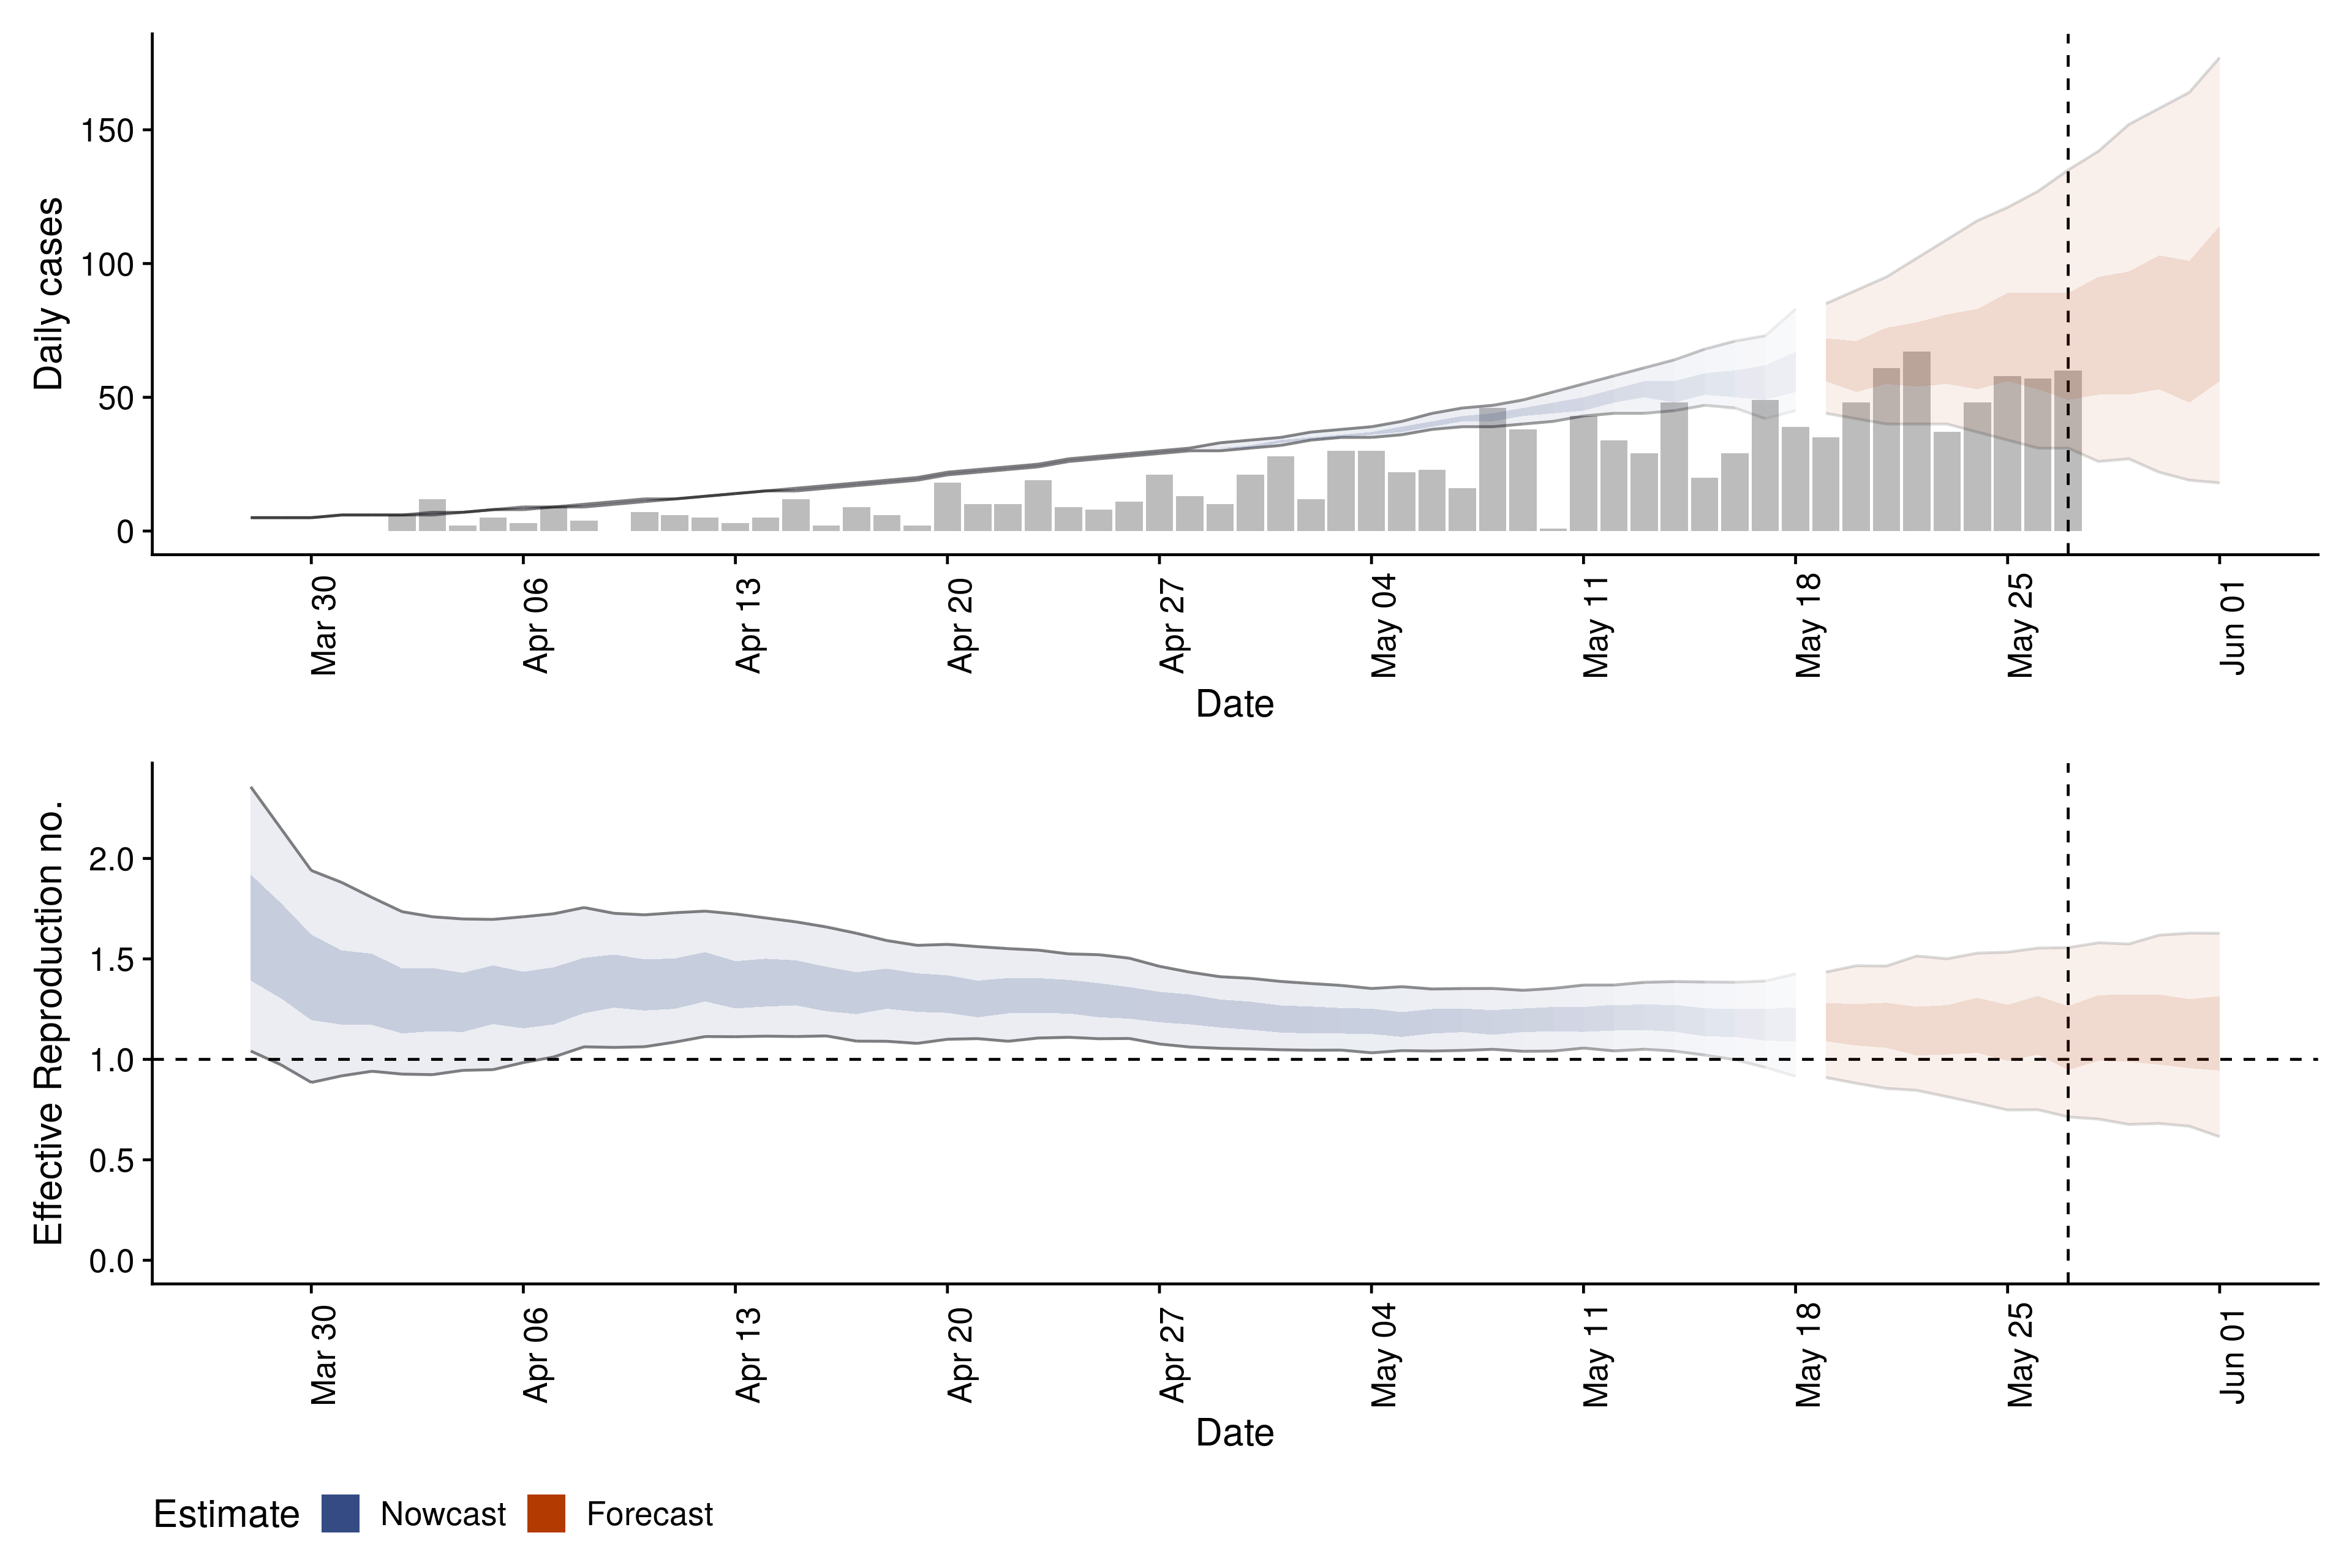 Daily cases
150
100
50
0
Mar 30
Apr 06
Apr 13
Apr 20
Apr 27
May 04
May 11
May 18
May 25
Jun 01
Date
Effective Reproduction no.
2.0
1.5
1.0
0.5
0.0
Mar 30
Apr 06
Apr 13
Apr 20
Apr 27
May 04
May 11
May 18
May 25
Jun 01
Date
Estimate Nowcast Forecast